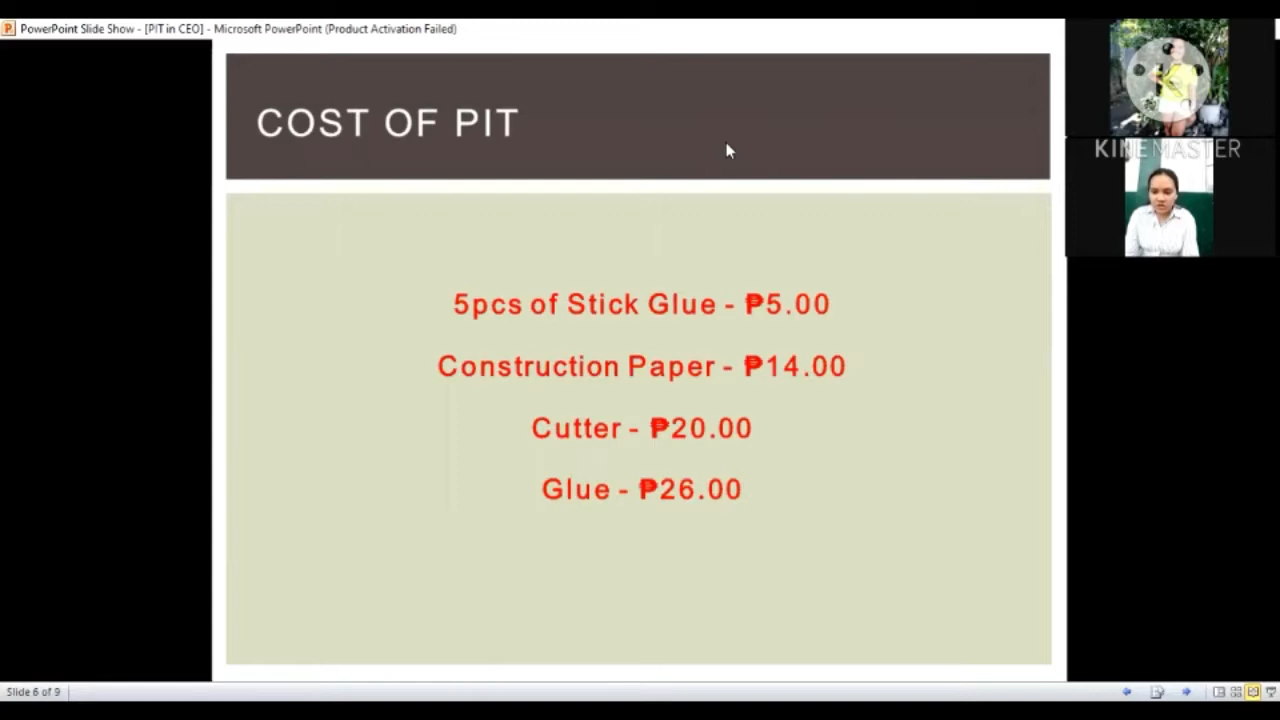 PowerPoint Slide Show - [PIT in CEO] - Microsoft PowerPoint (Product Activation Failed)
COST OF PIT
KINEMASTER
5pcs of Stick Glue - ₱5.00
Construction Paper - ₱14.00
Cutter - ₱20.00
Glue - ₱26.00
Slide 6 of 9